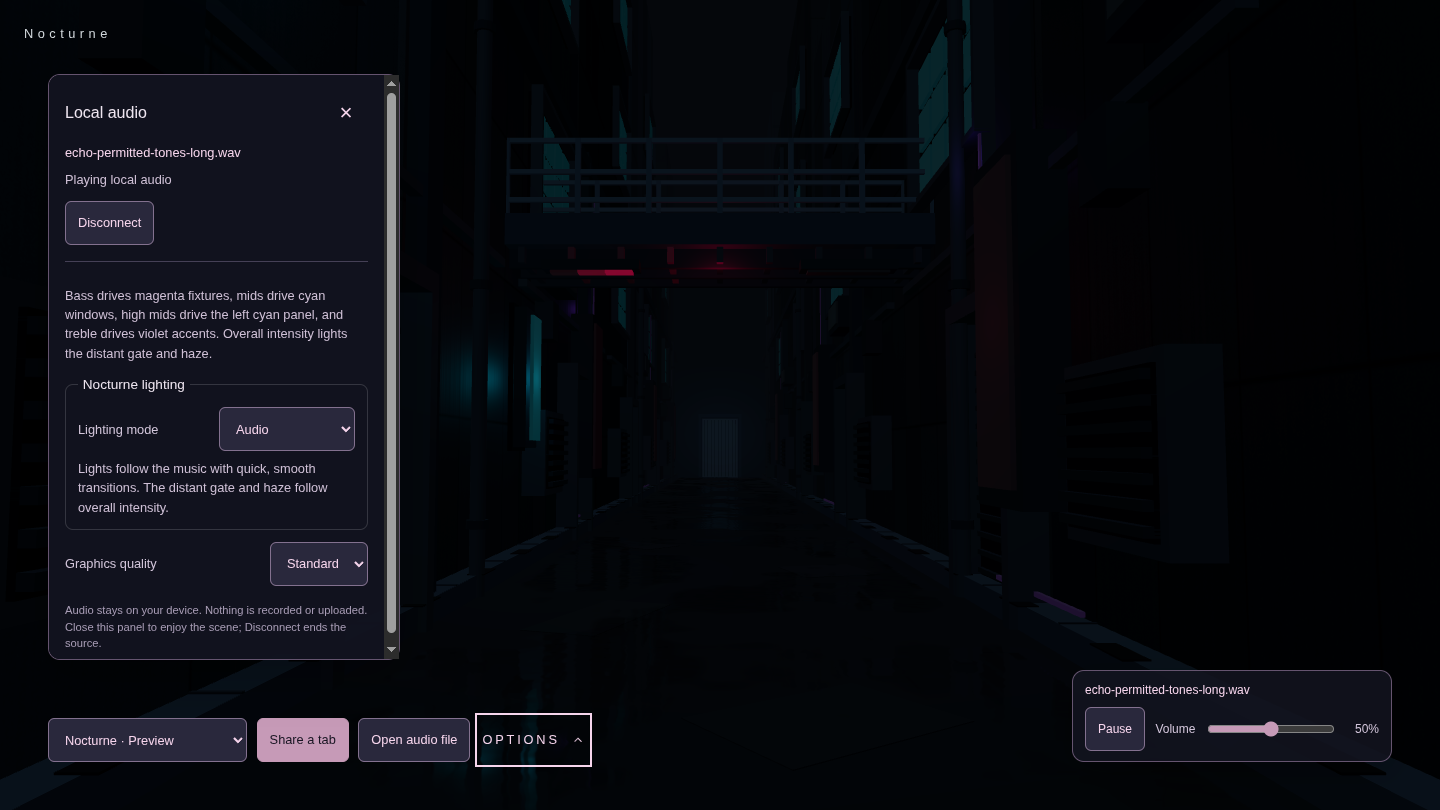 Nocturne
Local audio
echo-permitted-tones-long.wav
Playing local audio
Disconnect
Bass drives magenta fixtures, mids drive cyan
windows, high mids drive the left cyan panel, and
treble drives violet accents. Overall intensity lights
the distant gate and haze.
Nocturne lighting
Lighting mode
Audio
Lights follow the music with quick, smooth
transitions. The distant gate and haze follow
overall intensity.
Graphics quality
Standard
Audio stays on your device. Nothing is recorded or uploaded.
Close this panel to enjoy the scene; Disconnect ends the
source.
Nocturne · Preview
Share a tab
Open audio file
OPTIONS
echo-permitted-tones-long.wav
Pause
Volume
50%